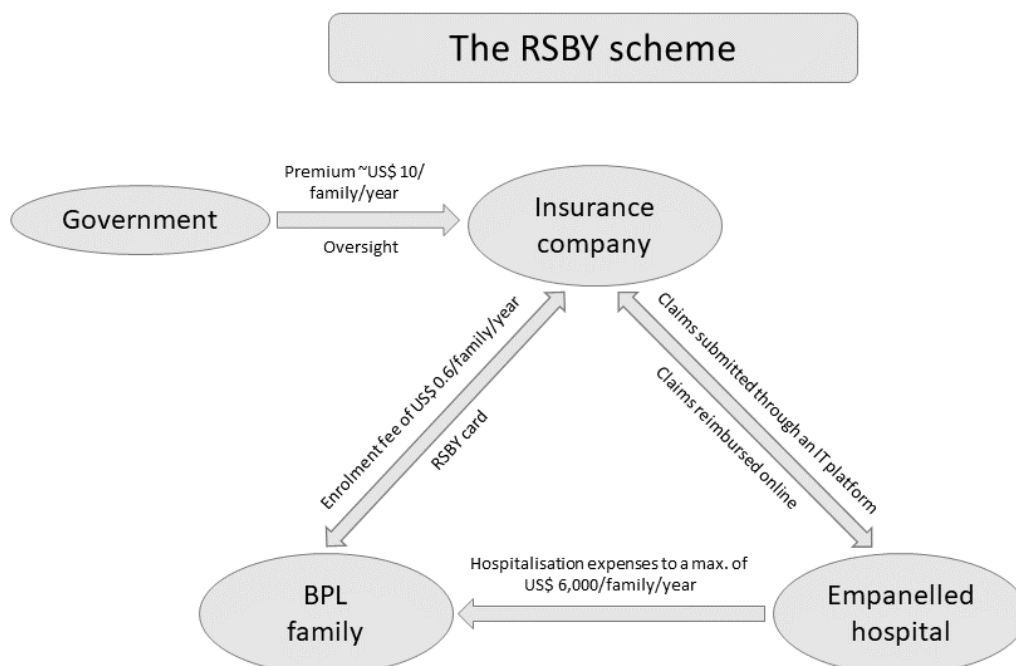 The RSBY scheme
Premium ~US$ 10/
family/year
Government
Oversight
Insurance
company
Enrolment fee of US$ 0.6/family/year
RSBY card
Claims submitted through an IT platform
Claims reimbursed online
Hospitalisation expenses to a max. of
US$ 6,000/family/year
BPL
family
Empanelled
hospital